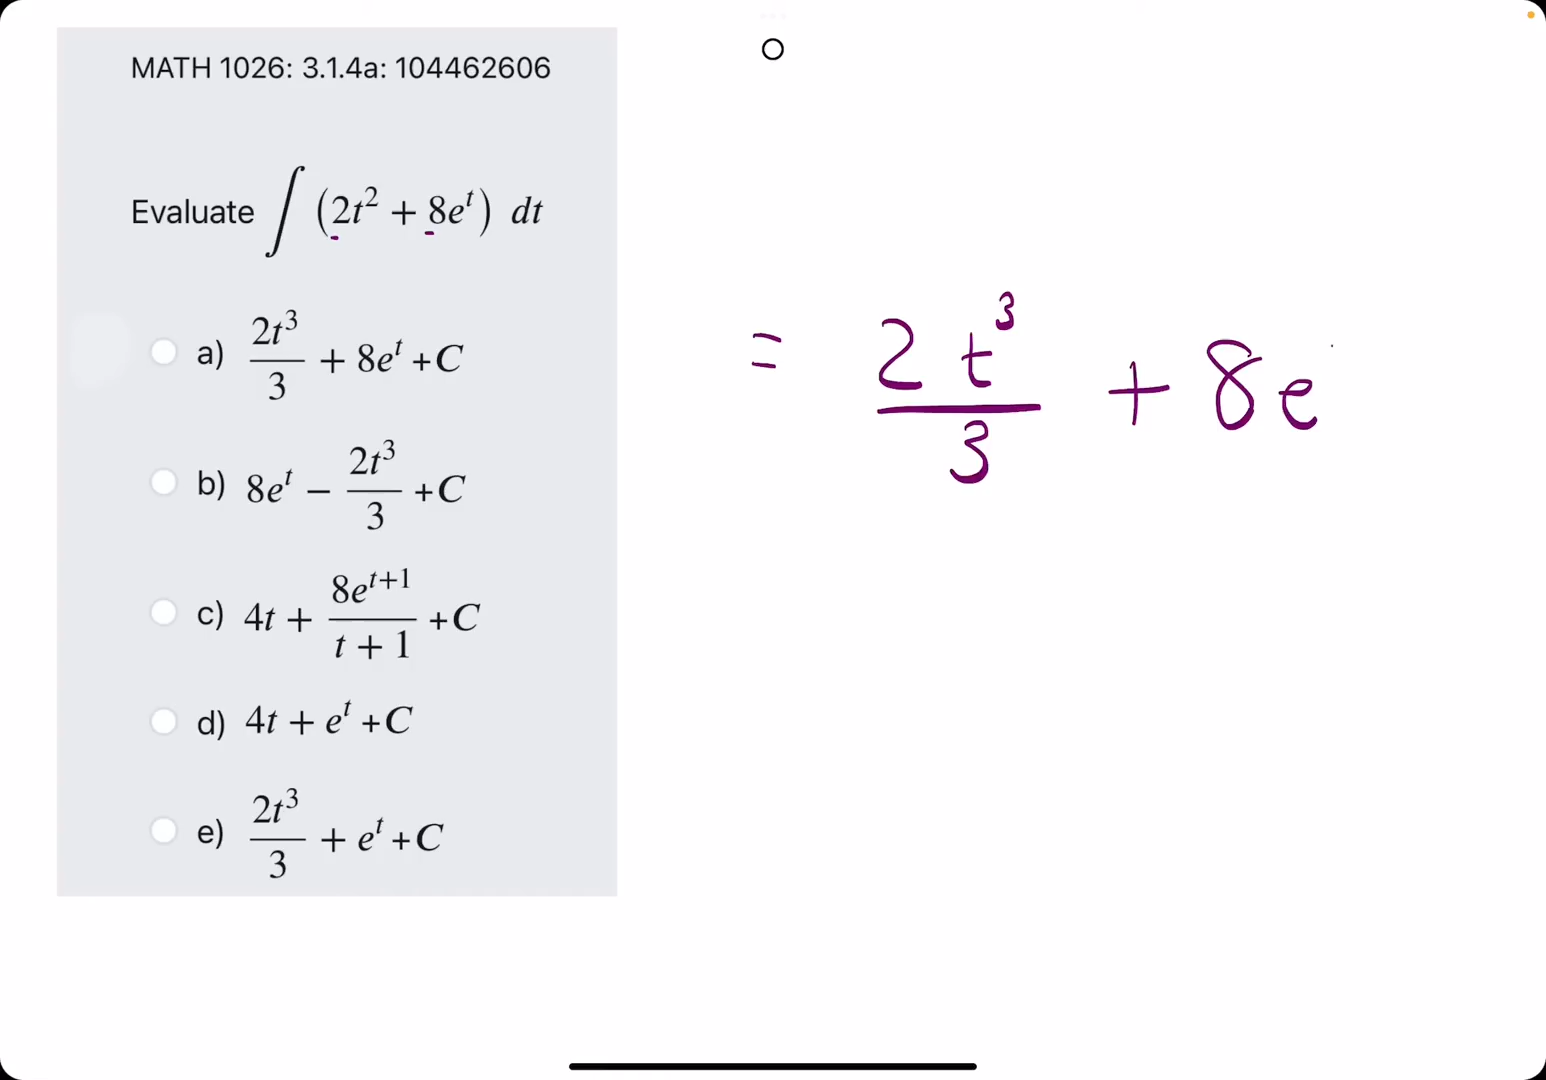 MATH 1026: 3.1.4a: 104462606
Evaluate ∫ (2t² + 8eᵗ) dt
a) 2t³/3 + 8eᵗ +C
b) 8eᵗ − 2t³/3 +C
c) 4t + 8eᵗ⁺¹/(t + 1) +C
d) 4t + eᵗ +C
e) 2t³/3 + eᵗ +C
= 2t³/3 + 8e